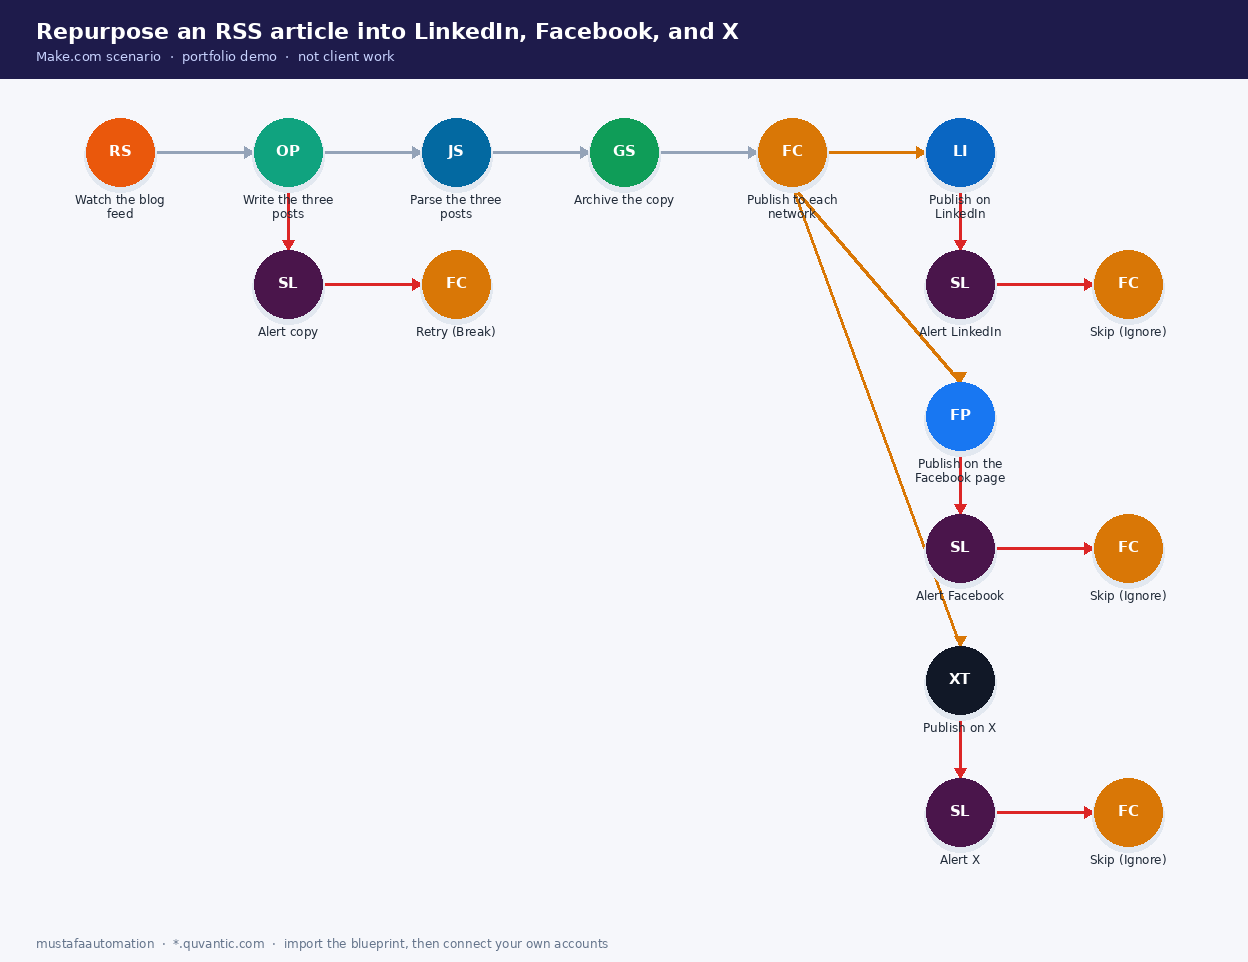 Repurpose an RSS article into LinkedIn, Facebook, and X
Make.com scenario · portfolio demo · not client work
RS
OP
JS
GS
FC
LI
Watch the blog
feed
Write the three
posts
Parse the three
posts
Archive the copy
Publish to each
network
Publish on
LinkedIn
SL
FC
SL
FC
Alert copy
Retry (Break)
Alert LinkedIn
Skip (Ignore)
FP
Publish on the
Facebook page
SL
FC
Alert Facebook
Skip (Ignore)
XT
Publish on X
SL
FC
Alert X
Skip (Ignore)
mustafaautomation · *.quvantic.com · import the blueprint, then connect your own accounts